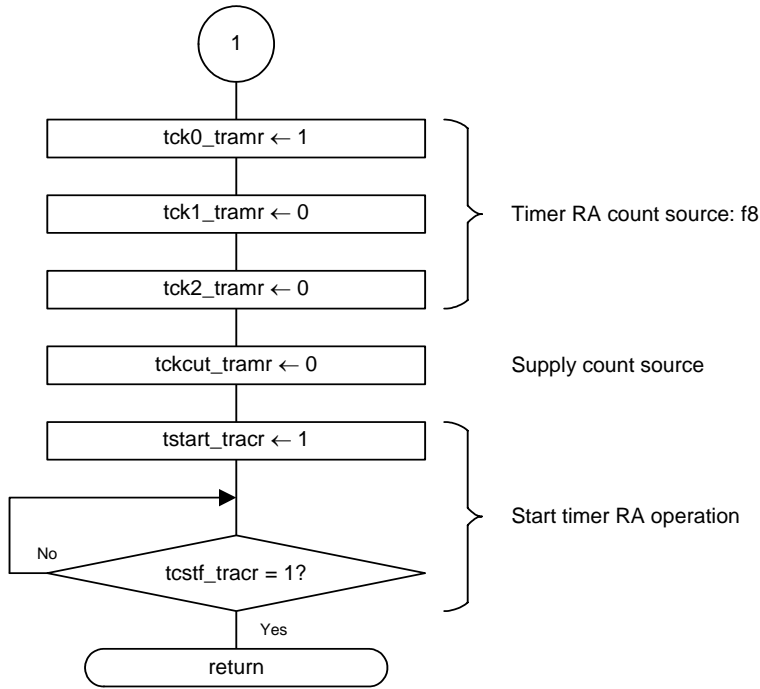 1
tck0_tramr ← 1
tck1_tramr ← 0
Timer RA count source: f8
tck2_tramr ← 0
tckcut_tramr ← 0
Supply count source
tstart_tracr ← 1
Start timer RA operation
No
tcstf_tracr = 1?
Yes
return